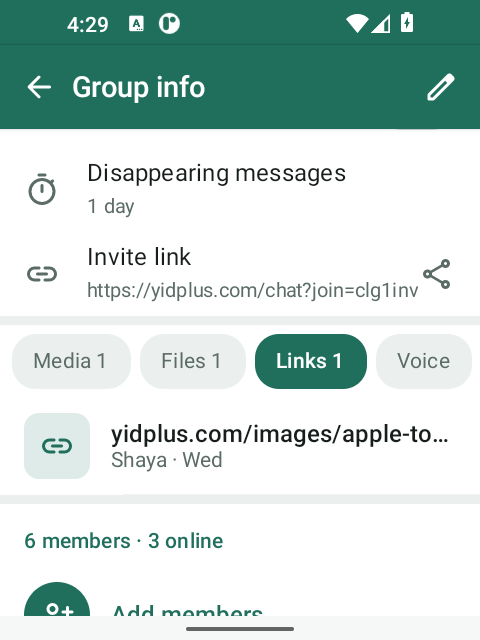 4:29
A
Group info
Disappearing messages
1 day
Invite link
https://yidplus.com/chat?join=clg1inv
Media 1
Files 1
Links 1
Voice
yidplus.com/images/apple-to…
Shaya · Wed
6 members · 3 online
Add members